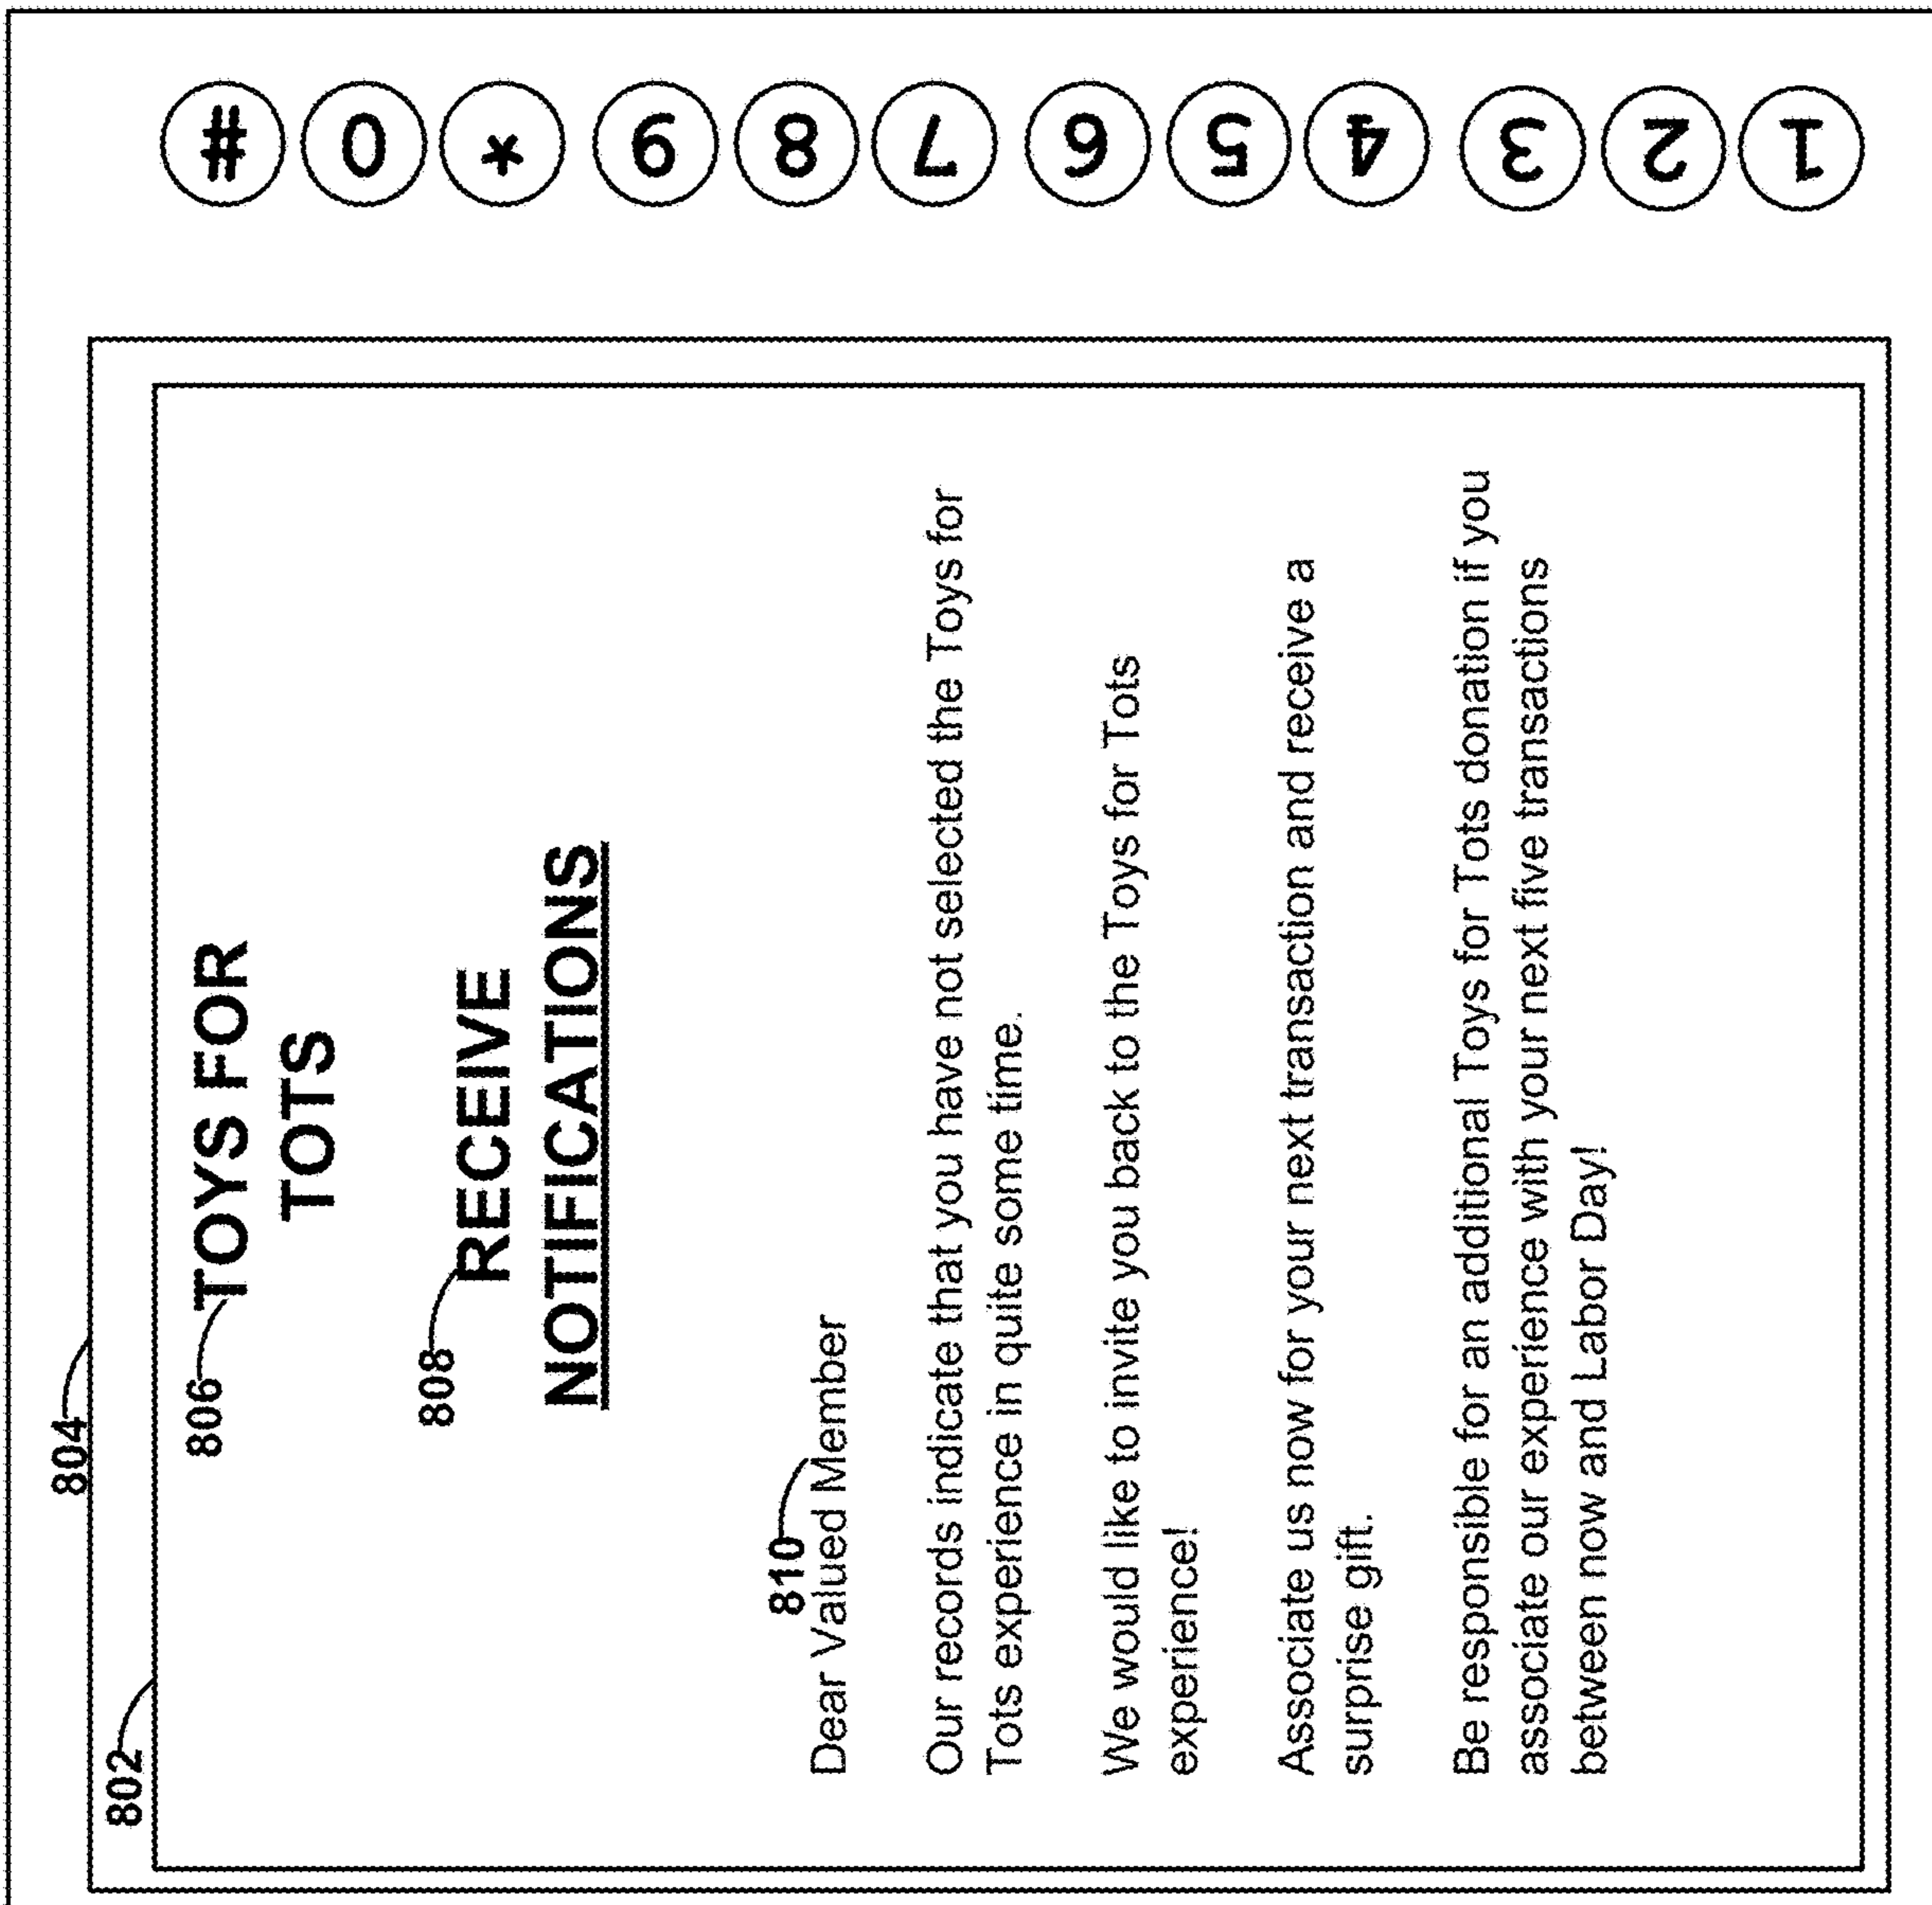 # 0 * 9 8 7 6 5 4 3 2 1
804
802
806
TOYS FOR
TOTS
808
RECEIVE
NOTIFICATIONS
810
Dear Valued Member
Our records indicate that you have not selected the Toys for
Tots experience in quite some time.
We would like to invite you back to the Toys for Tots
experience!
Associate us now for your next transaction and receive a
surprise gift.
Be responsible for an additional Toys for Tots donation if you
associate our experience with your next five transactions
between now and Labor Day!